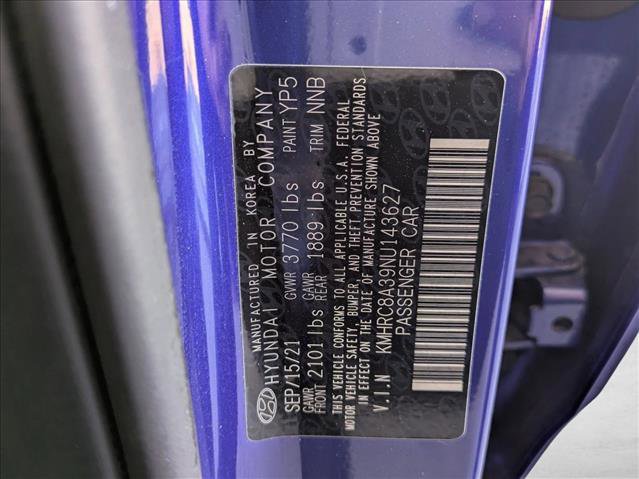 MANUFACTURED IN KOREA BY
HYUNDAI MOTOR COMPANY
SEP/15/21 GVWR 3770 lbs PAINT YP5
GAWR FRONT 2101 lbs GAWR REAR 1889 lbs TRIM NNB
THIS VEHICLE CONFORMS TO ALL APPLICABLE U.S.A. FEDERAL
MOTOR VEHICLE SAFETY, BUMPER, AND THEFT PREVENTION STANDARDS
IN EFFECT ON THE DATE OF MANUFACTURE SHOWN ABOVE
V.I.N KMHRC8A39NU143627
PASSENGER CAR